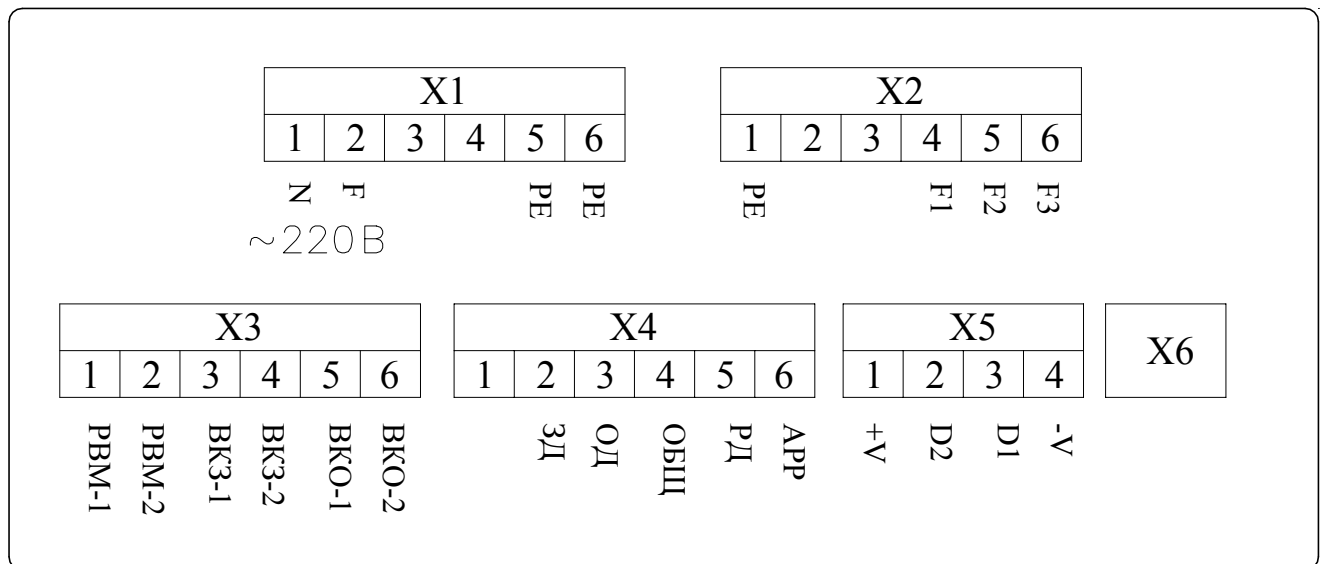 X1 X2
1 2 3 4 5 6 1 2 3 4 5 6
N F PE PE PE F1 F2 F3
~220В
X3 X4 X5 X6
1 2 3 4 5 6 1 2 3 4 5 6 1 2 3 4
РВМ-1 РВМ-2 ВКЗ-1 ВКЗ-2 ВКО-1 ВКО-2 ЗД ОД ОБЩ РД АРР +V D2 D1 -V